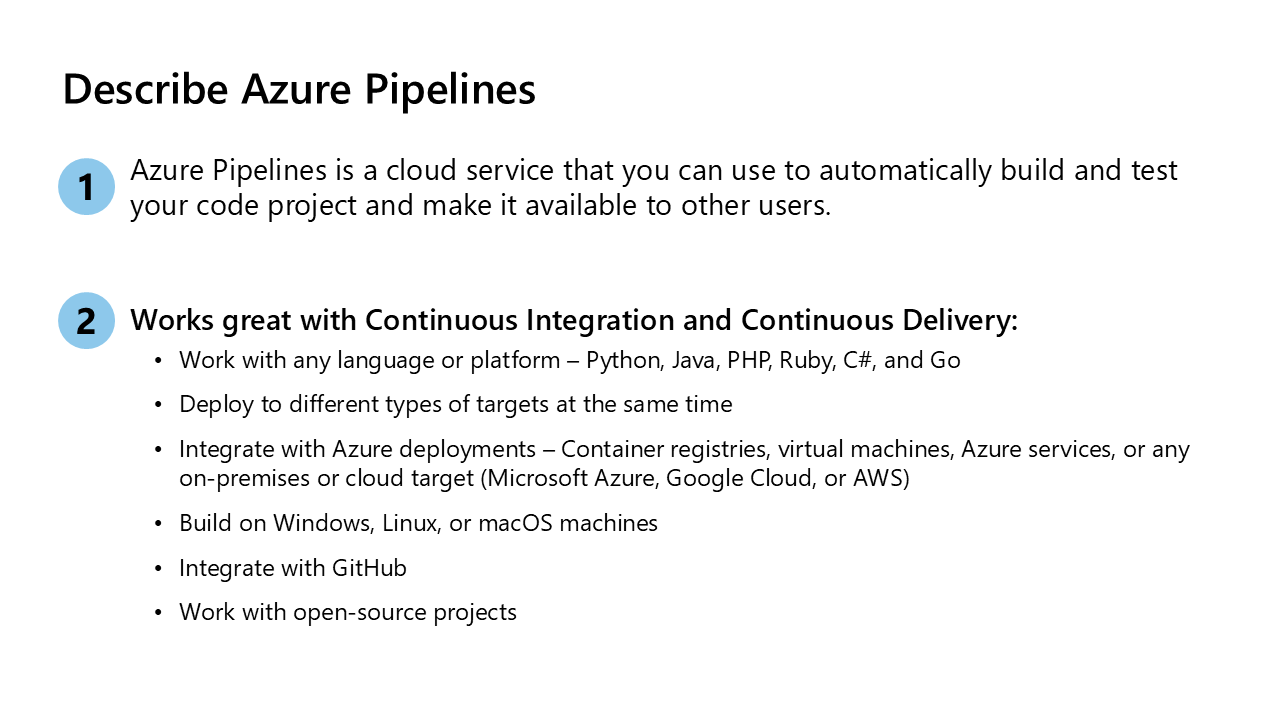 Describe Azure Pipelines
1
Azure Pipelines is a cloud service that you can use to automatically build and test
your code project and make it available to other users.
2
Works great with Continuous Integration and Continuous Delivery:
• Work with any language or platform – Python, Java, PHP, Ruby, C#, and Go
• Deploy to different types of targets at the same time
• Integrate with Azure deployments – Container registries, virtual machines, Azure services, or any
on-premises or cloud target (Microsoft Azure, Google Cloud, or AWS)
• Build on Windows, Linux, or macOS machines
• Integrate with GitHub
• Work with open-source projects